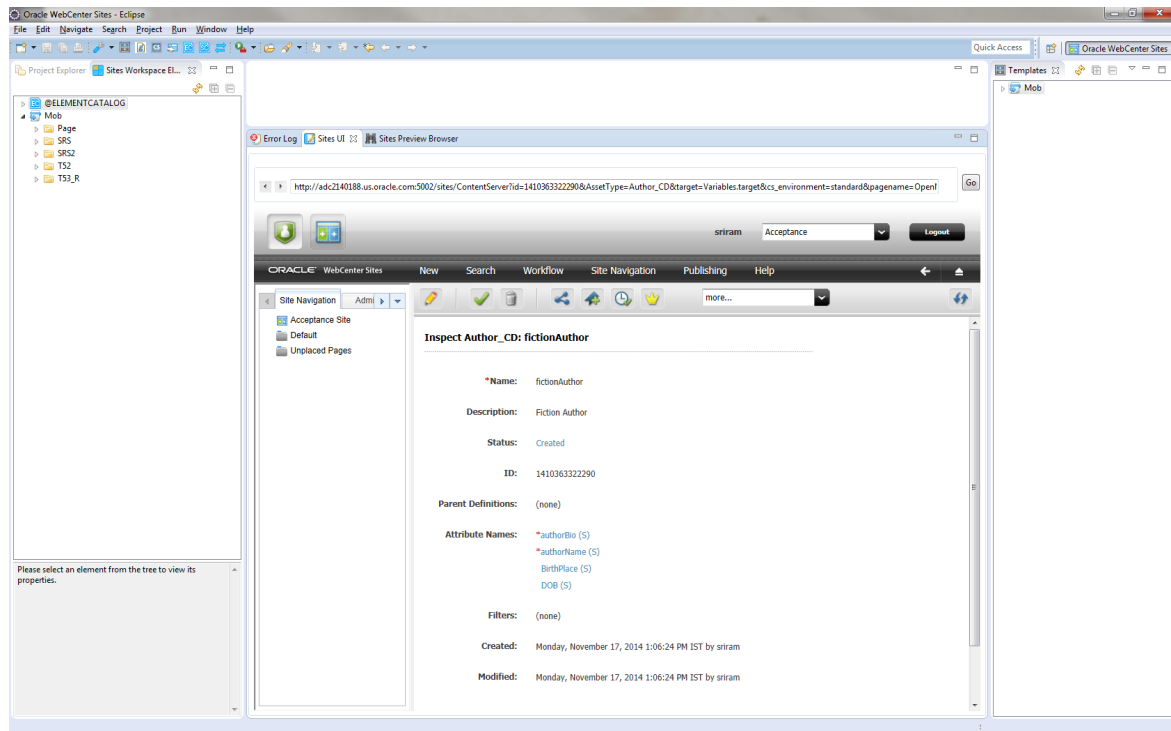 Oracle WebCenter Sites - Eclipse
File Edit Navigate Search Project Run Window Help
Quick Access
Oracle WebCenter Sites
Project Explorer
Sites Workspace El...
@ELEMENTCATALOG
Mob
Page
SRS
SRS2
T52
T53_R
Please select an element from the tree to view its
properties.
Error Log
Sites UI
Sites Preview Browser
http://adc2140188.us.oracle.com:5002/sites/ContentServer?id=1410363322290&AssetType=Author_CD&target=Variables.target&cs_environment=standard&pagename=OpenM
Go
sriram
Acceptance
Logout
ORACLE WebCenter Sites
New Search Workflow Site Navigation Publishing Help
Site Navigation
Admi
more...
Acceptance Site
Default
Unplaced Pages
Inspect Author_CD: fictionAuthor
*Name: fictionAuthor
Description: Fiction Author
Status: Created
ID: 1410363322290
Parent Definitions: (none)
Attribute Names: *authorBio (S)
*authorName (S)
BirthPlace (S)
DOB (S)
Filters: (none)
Created: Monday, November 17, 2014 1:06:24 PM IST by sriram
Modified: Monday, November 17, 2014 1:06:24 PM IST by sriram
Templates
Mob